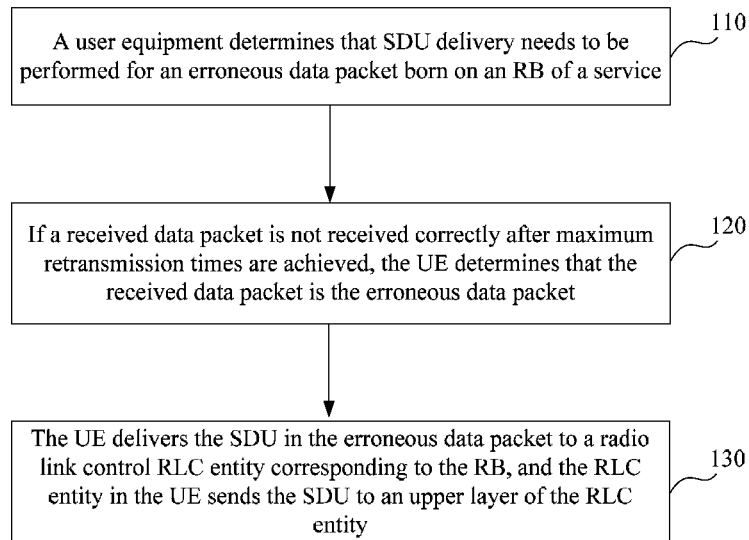 110
A user equipment determines that SDU delivery needs to be
performed for an erroneous data packet born on an RB of a service
120
If a received data packet is not received correctly after maximum
retransmission times are achieved, the UE determines that the
received data packet is the erroneous data packet
130
The UE delivers the SDU in the erroneous data packet to a radio
link control RLC entity corresponding to the RB, and the RLC
entity in the UE sends the SDU to an upper layer of the RLC
entity